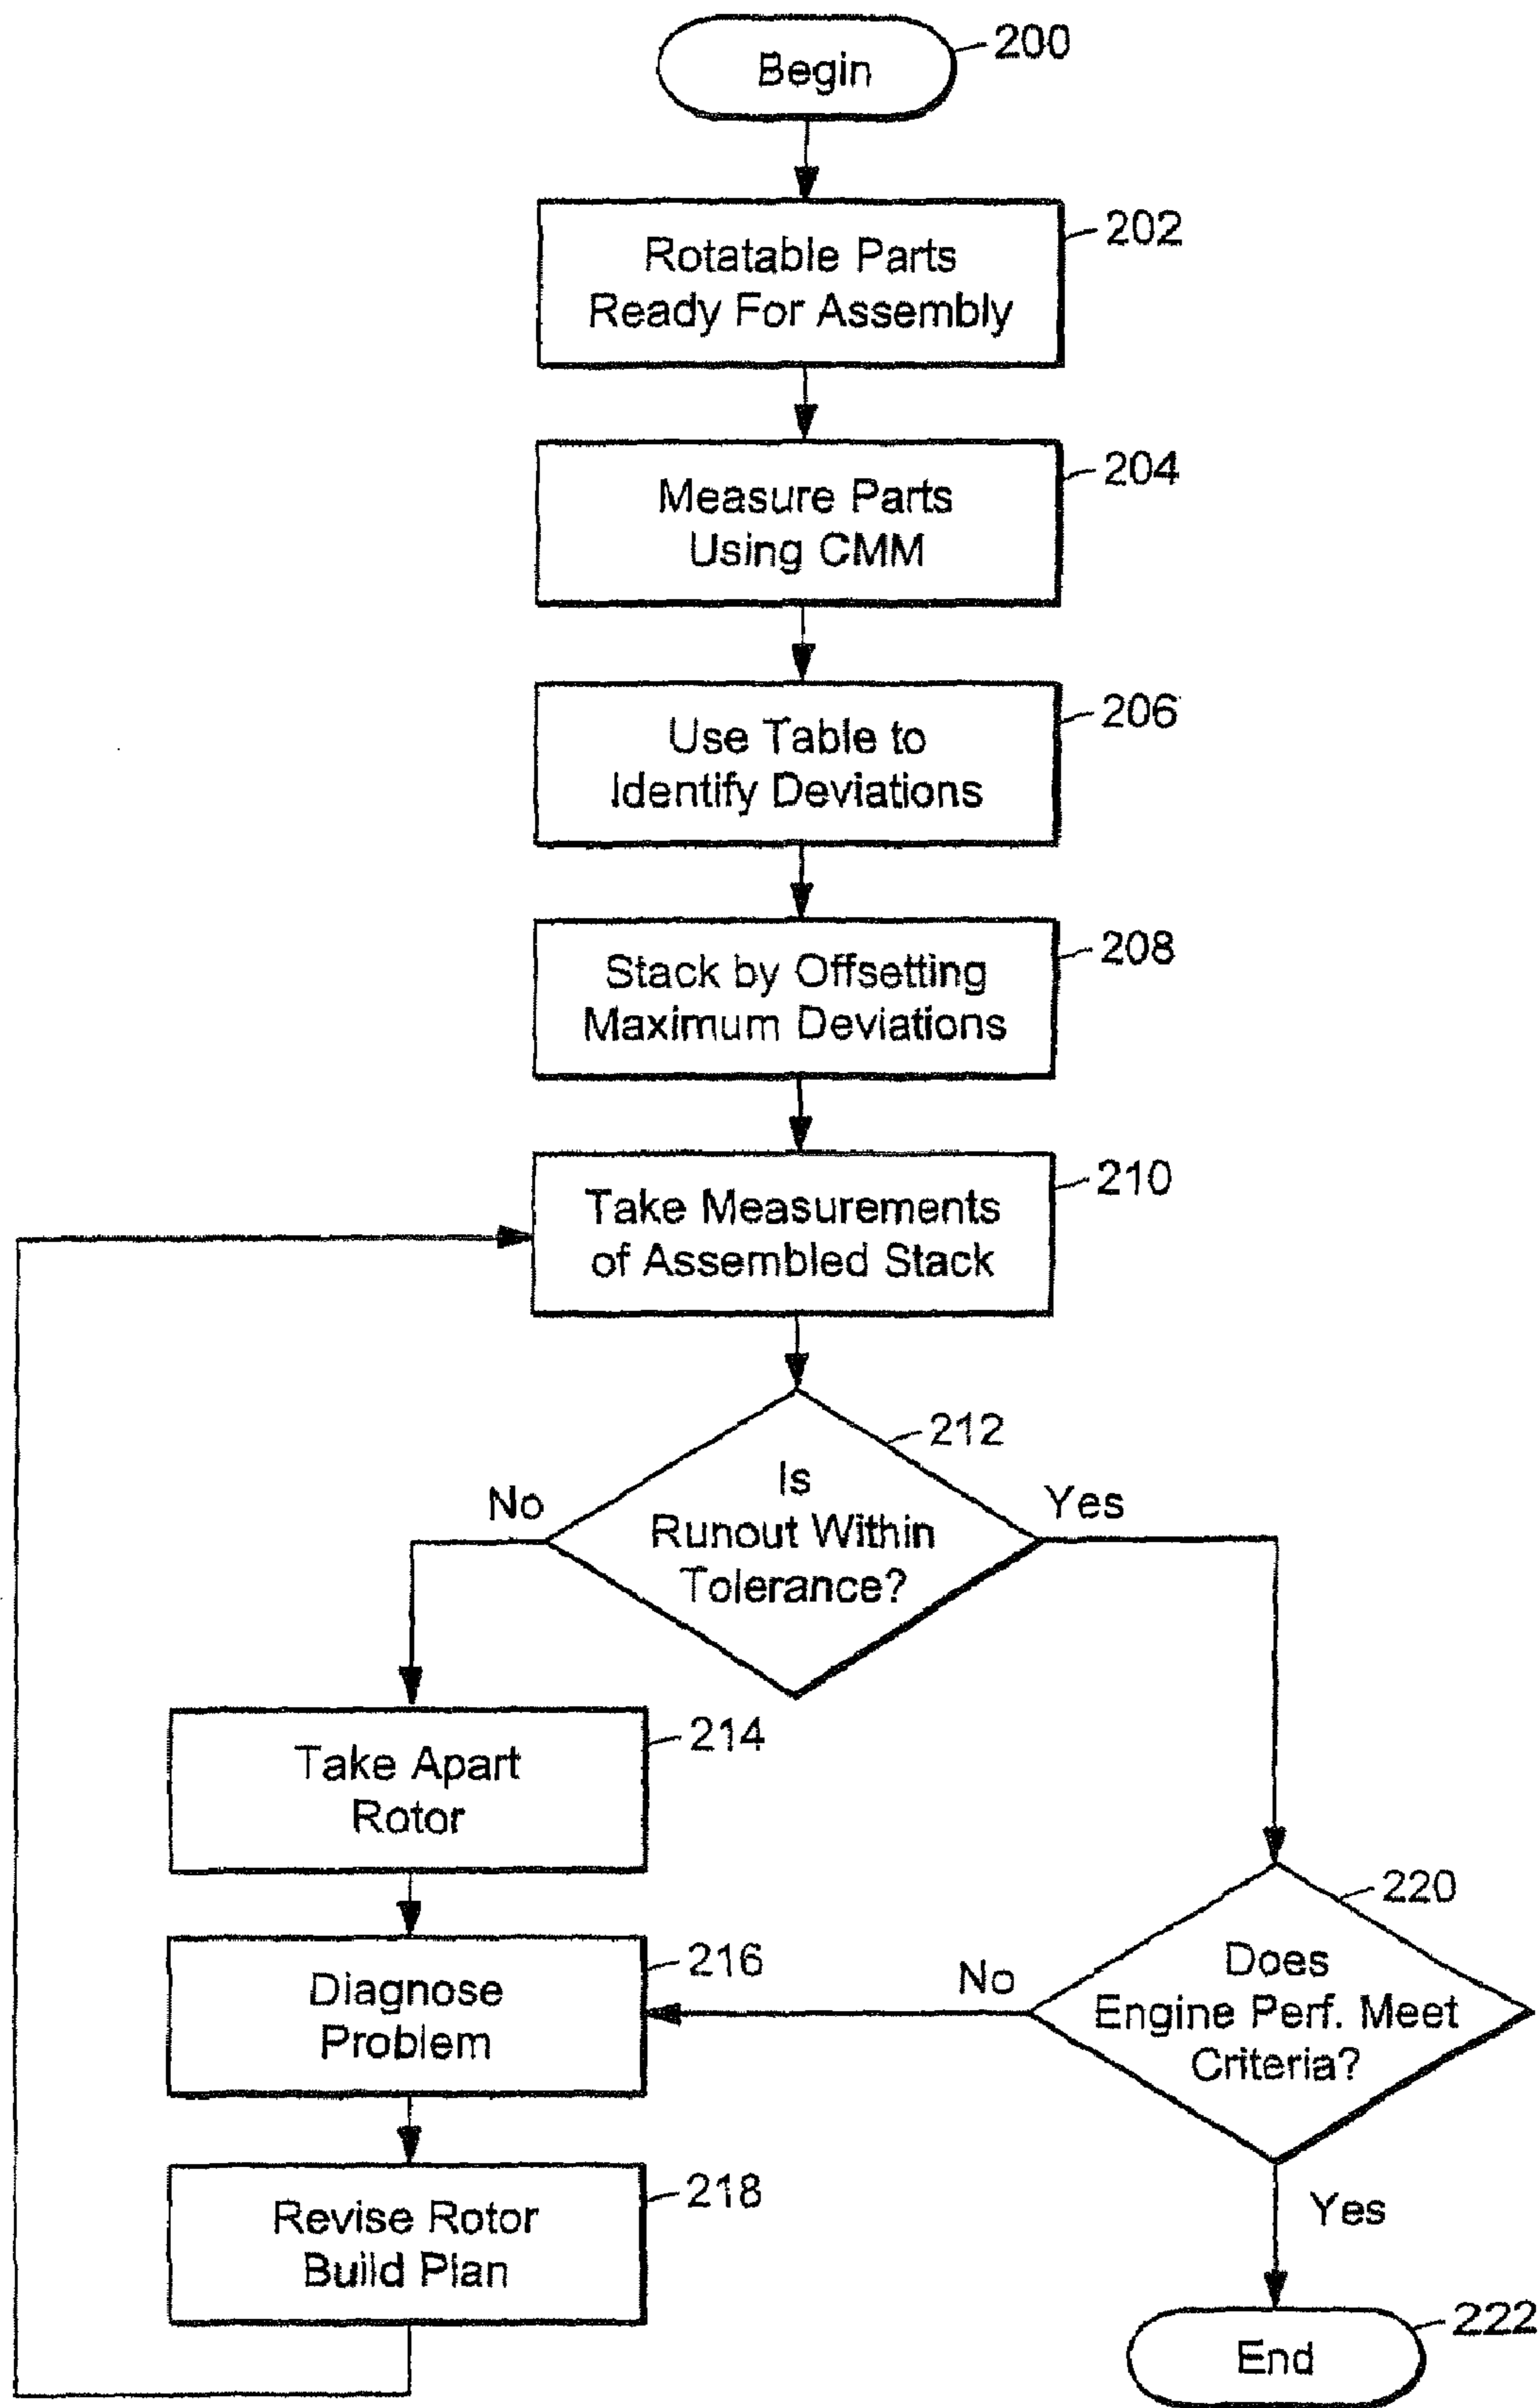 Begin
200
Rotatable Parts
Ready For Assembly
202
Measure Parts
Using CMM
204
Use Table to
Identify Deviations
206
Stack by Offsetting
Maximum Deviations
208
Take Measurements
of Assembled Stack
210
Is
Runout Within
Tolerance?
212
No
Yes
Take Apart
Rotor
214
Diagnose
Problem
216
No
Does
Engine Perf. Meet
Criteria?
220
Revise Rotor
Build Plan
218
Yes
End
222